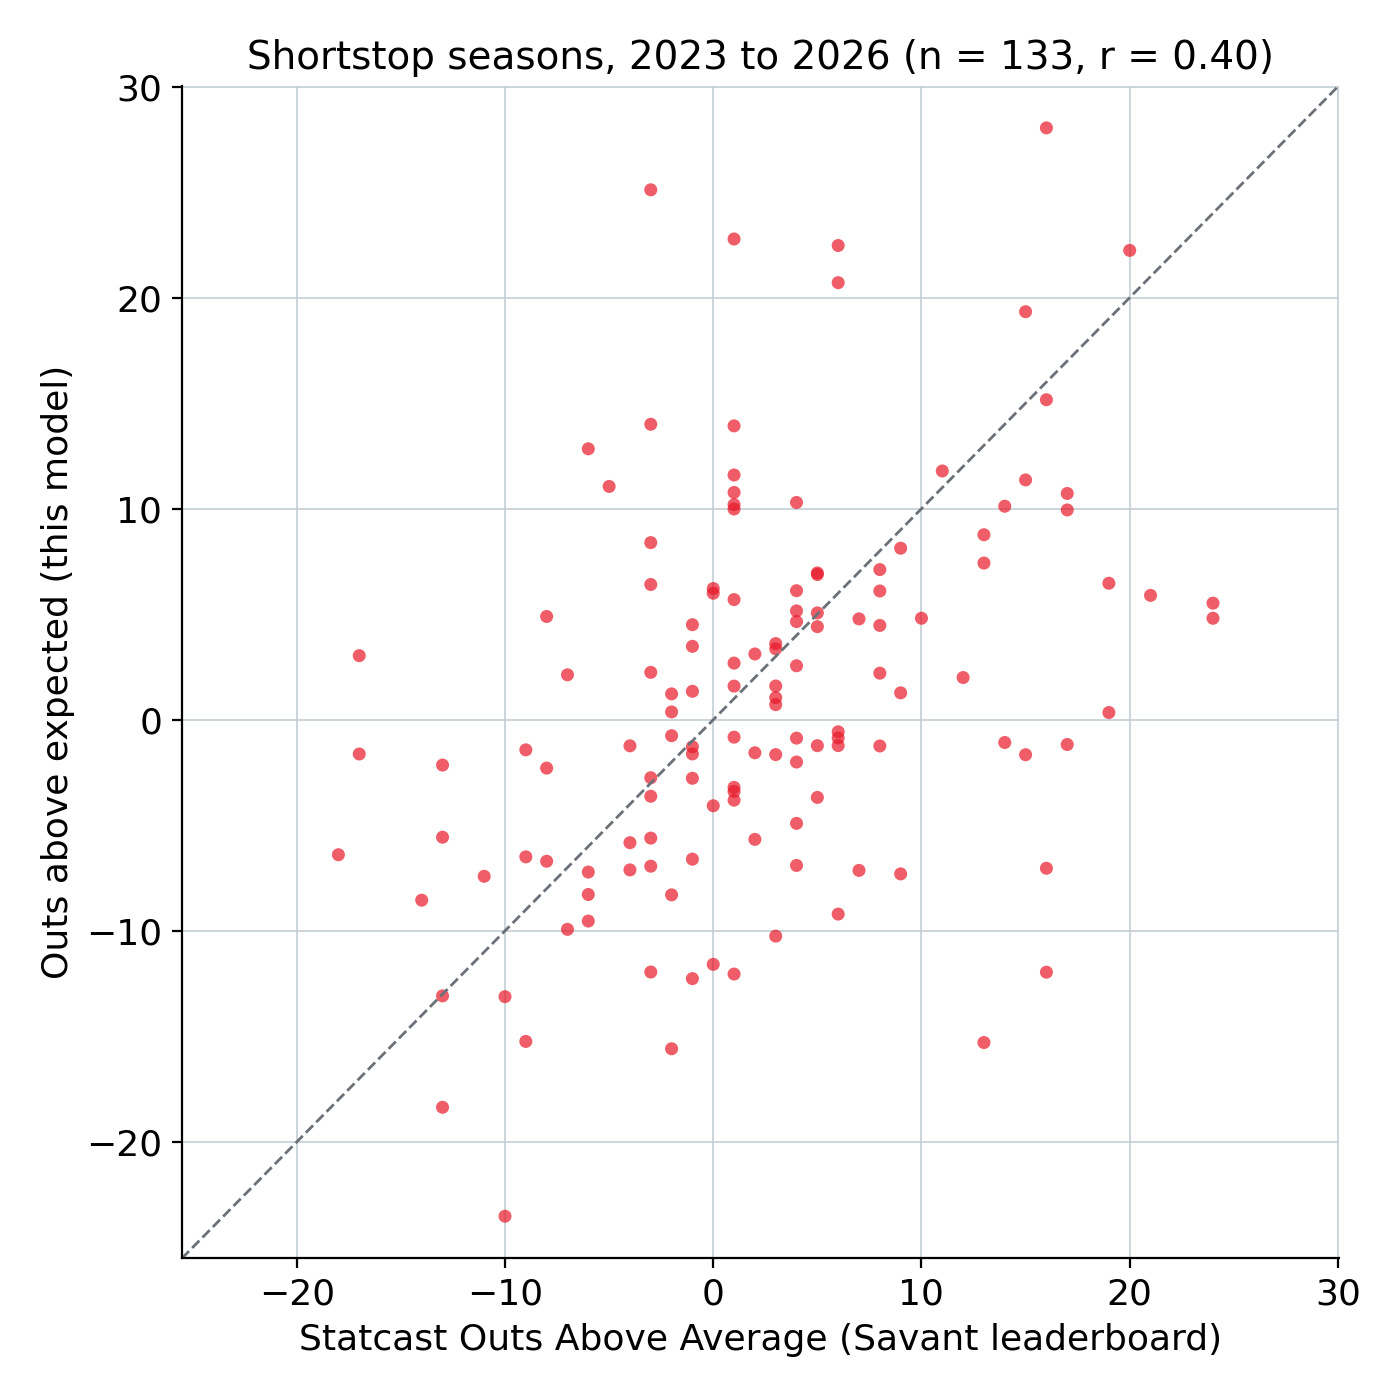 Shortstop seasons, 2023 to 2026 (n = 133, r = 0.40)
30
20
10
0
−10
−20
Outs above expected (this model)
−20 −10 0 10 20 30
Statcast Outs Above Average (Savant leaderboard)